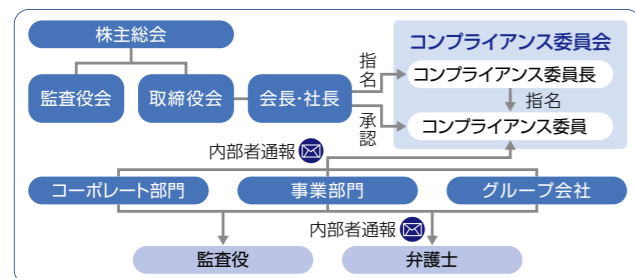 株主総会
コンプライアンス委員会
監査役会
取締役会
会長・社長
指名
コンプライアンス委員長
指名
承認
コンプライアンス委員
内部者通報
コーポレート部門
事業部門
グループ会社
内部者通報
監査役
弁護士